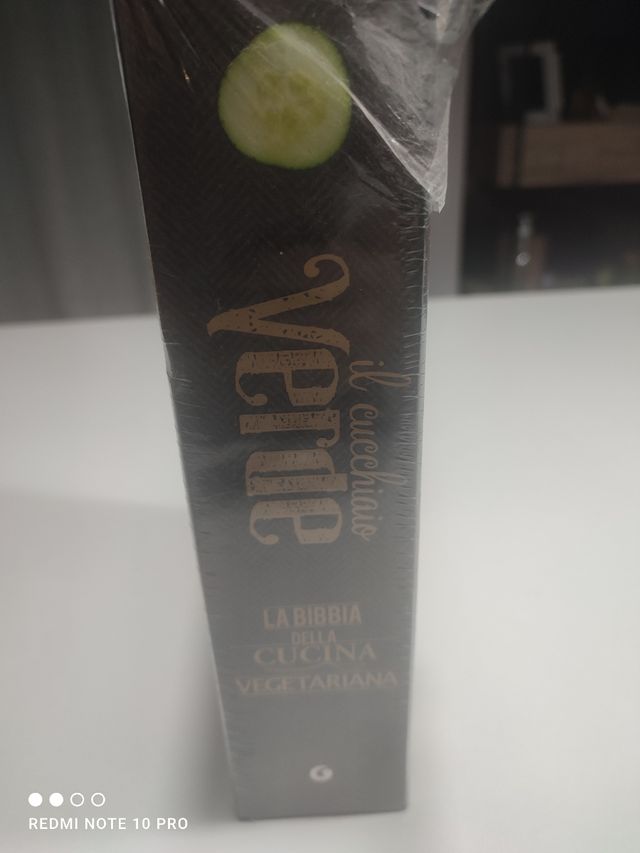 il cucchiaio
Verde
LA BIBBIA
DELLA
CUCINA
VEGETARIANA
G
REDMI NOTE 10 PRO